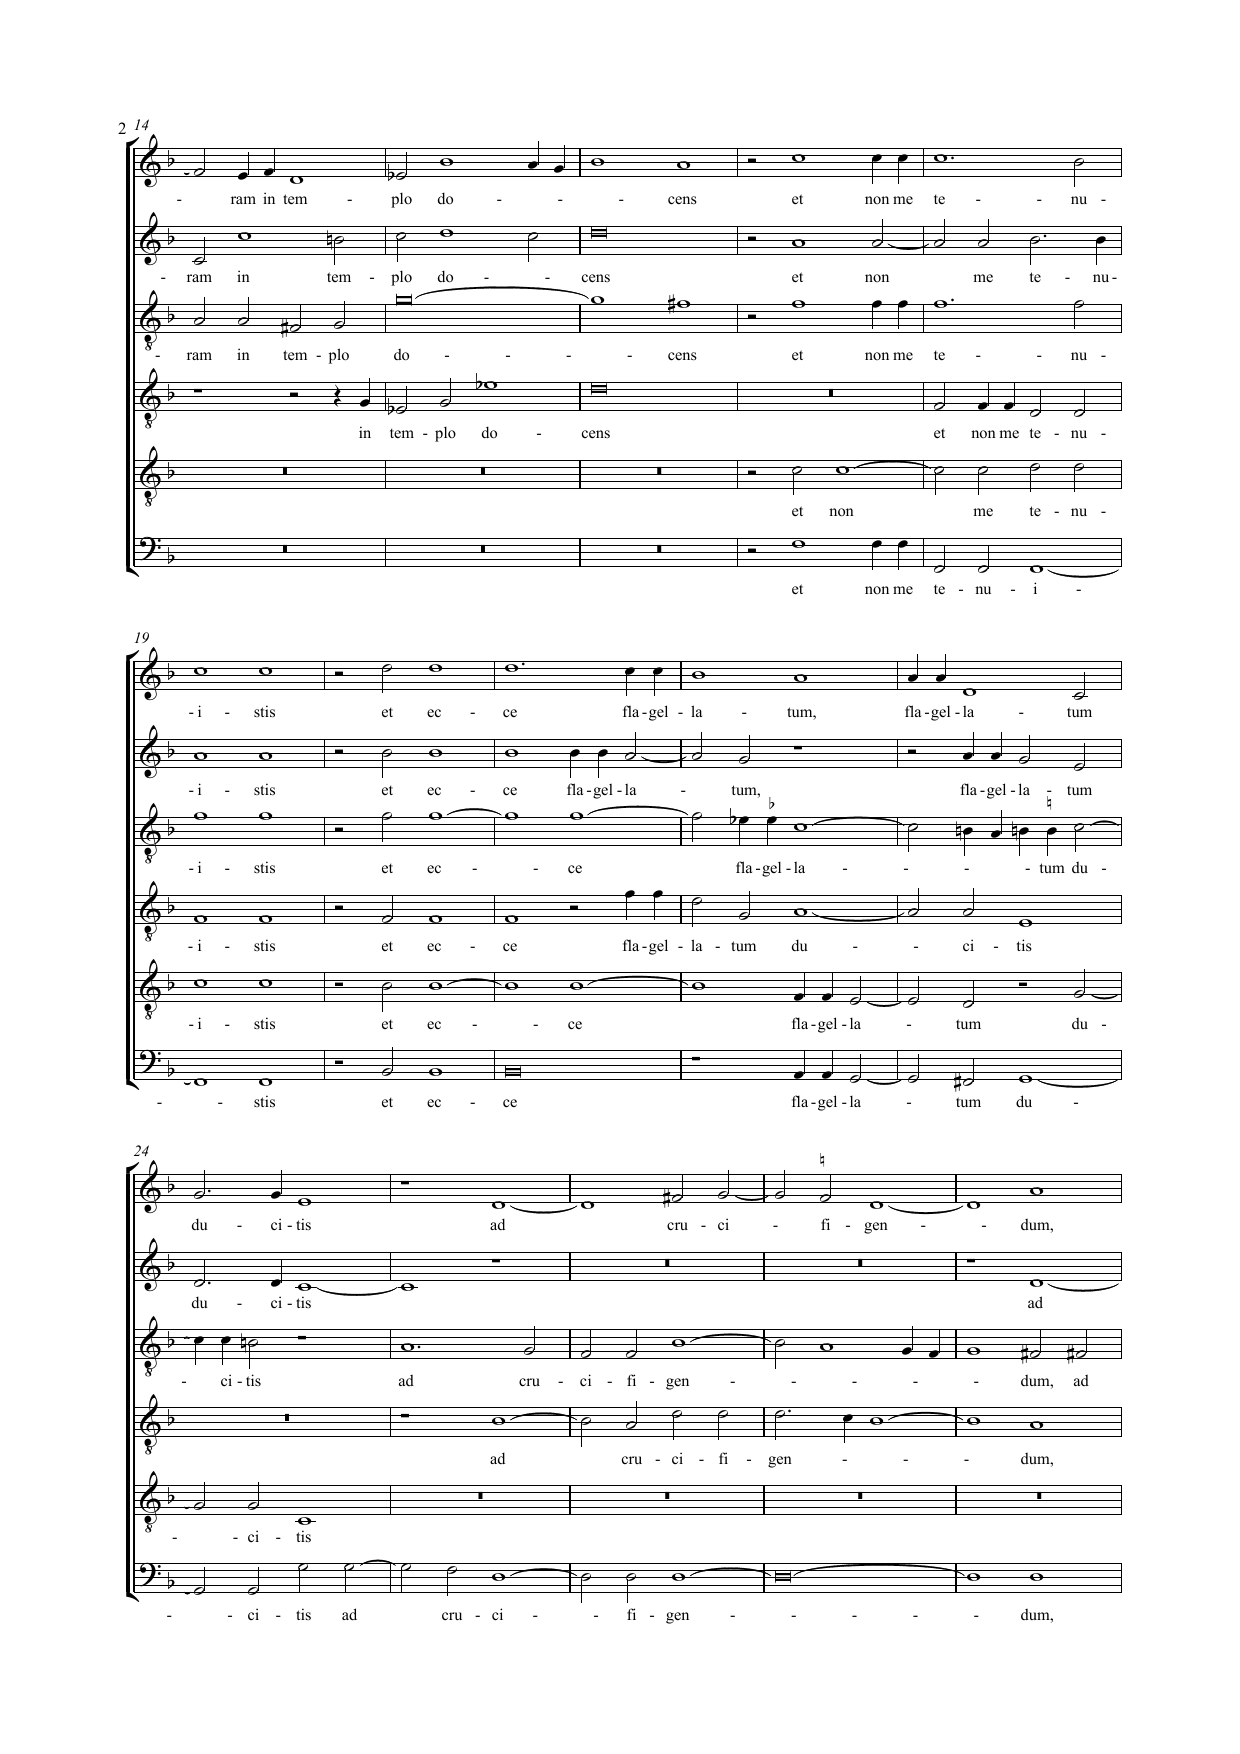 2 14
- ram in tem - plo do - - - cens et non me te - - nu -
- ram in tem - plo do - - cens et non me te - nu -
- ram in tem - plo do - - - - cens et non me te - - nu -
in tem - plo do - cens et non me te - nu -
et non me te - nu -
et non me te - nu - i -
19
- i - stis et ec - ce fla - gel - la - tum, fla - gel - la - tum
- i - stis et ec - ce fla - gel - la - tum, fla - gel - la - tum
- i - stis et ec - - ce fla - gel - la - - - - tum du -
- i - stis et ec - ce fla - gel - la - tum du - - ci - tis
- i - stis et ec - - ce fla - gel - la - tum du -
- - stis et ec - ce fla - gel - la - tum du -
24
du - ci - tis ad cru - ci - fi - gen - - dum,
du - ci - tis ad
- ci - tis ad cru - ci - fi - gen - - - - - dum, ad
ad cru - ci - fi - gen - - - dum,
- - ci - tis
- - ci - tis ad cru - ci - - fi - gen - - - - - dum,